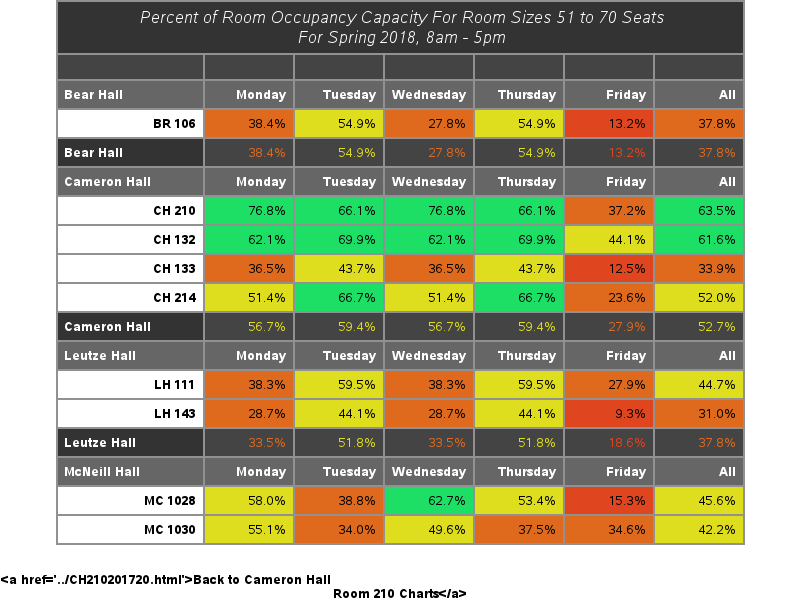 Percent of Room Occupancy Capacity For Room Sizes 51 to 70 Seats
For Spring 2018, 8am - 5pm
Bear Hall Monday Tuesday Wednesday Thursday Friday All
BR 106 38.4% 54.9% 27.8% 54.9% 13.2% 37.8%
Bear Hall 38.4% 54.9% 27.8% 54.9% 13.2% 37.8%
Cameron Hall Monday Tuesday Wednesday Thursday Friday All
CH 210 76.8% 66.1% 76.8% 66.1% 37.2% 63.5%
CH 132 62.1% 69.9% 62.1% 69.9% 44.1% 61.6%
CH 133 36.5% 43.7% 36.5% 43.7% 12.5% 33.9%
CH 214 51.4% 66.7% 51.4% 66.7% 23.6% 52.0%
Cameron Hall 56.7% 59.4% 56.7% 59.4% 27.9% 52.7%
Leutze Hall Monday Tuesday Wednesday Thursday Friday All
LH 111 38.3% 59.5% 38.3% 59.5% 27.9% 44.7%
LH 143 28.7% 44.1% 28.7% 44.1% 9.3% 31.0%
Leutze Hall 33.5% 51.8% 33.5% 51.8% 18.6% 37.8%
McNeill Hall Monday Tuesday Wednesday Thursday Friday All
MC 1028 58.0% 38.8% 62.7% 53.4% 15.3% 45.6%
MC 1030 55.1% 34.0% 49.6% 37.5% 34.6% 42.2%
<a href='../CH210201720.html'>Back to Cameron Hall
Room 210 Charts</a>